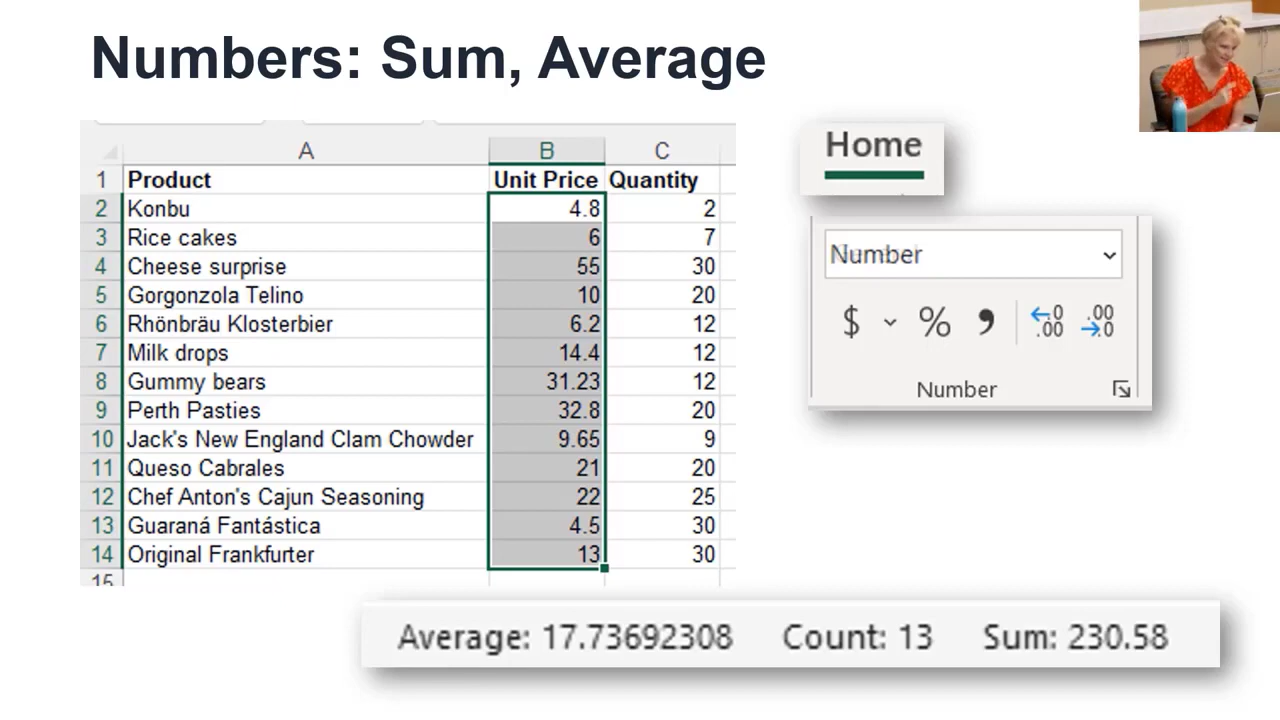 Numbers: Sum, Average
A B C
1 Product Unit Price Quantity
2 Konbu 4.8 2
3 Rice cakes 6 7
4 Cheese surprise 55 30
5 Gorgonzola Telino 10 20
6 Rhönbräu Klosterbier 6.2 12
7 Milk drops 14.4 12
8 Gummy bears 31.23 12
9 Perth Pasties 32.8 20
10 Jack's New England Clam Chowder 9.65 9
11 Queso Cabrales 21 20
12 Chef Anton's Cajun Seasoning 22 25
13 Guaraná Fantástica 4.5 30
14 Original Frankfurter 13 30
15
Home
Number
$ % , .0 .00 .00 .0
Number
Average: 17.73692308 Count: 13 Sum: 230.58